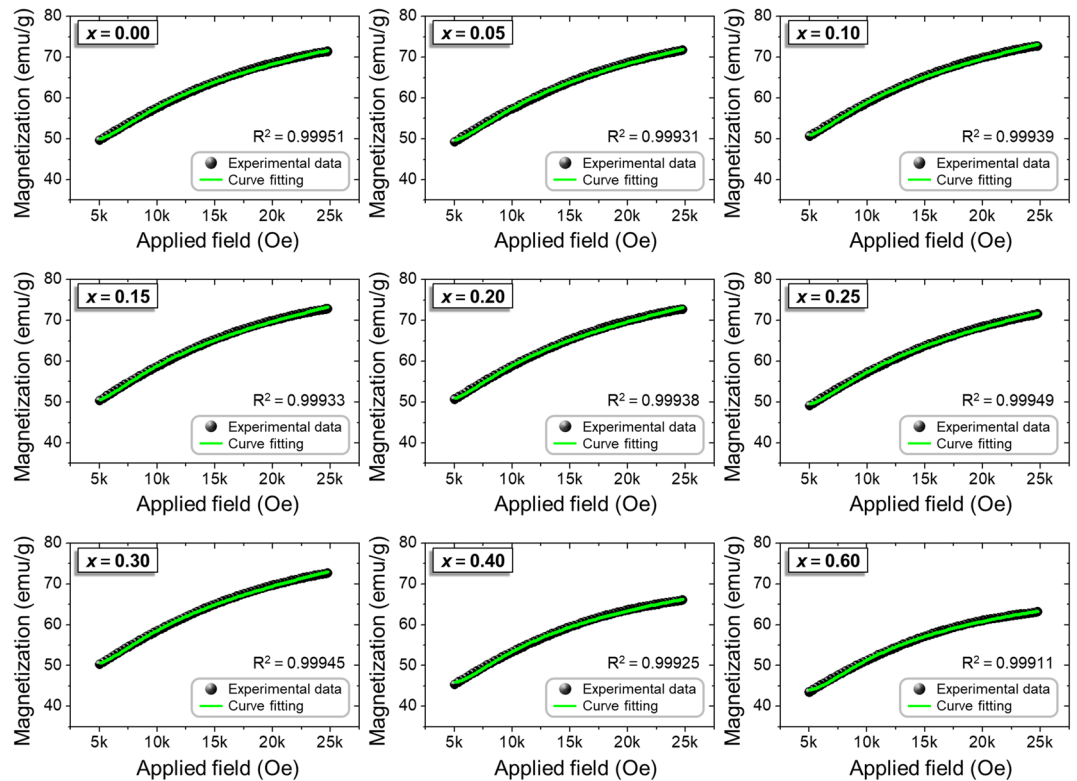 x = 0.00
Magnetization (emu/g)
80
70
60
50
40
R² = 0.99951
Experimental data
Curve fitting
5k 10k 15k 20k 25k
Applied field (Oe)
x = 0.05
Magnetization (emu/g)
80
70
60
50
40
R² = 0.99931
Experimental data
Curve fitting
5k 10k 15k 20k 25k
Applied field (Oe)
x = 0.10
Magnetization (emu/g)
80
70
60
50
40
R² = 0.99939
Experimental data
Curve fitting
5k 10k 15k 20k 25k
Applied field (Oe)
x = 0.15
Magnetization (emu/g)
80
70
60
50
40
R² = 0.99933
Experimental data
Curve fitting
5k 10k 15k 20k 25k
Applied field (Oe)
x = 0.20
Magnetization (emu/g)
80
70
60
50
40
R² = 0.99938
Experimental data
Curve fitting
5k 10k 15k 20k 25k
Applied field (Oe)
x = 0.25
Magnetization (emu/g)
80
70
60
50
40
R² = 0.99949
Experimental data
Curve fitting
5k 10k 15k 20k 25k
Applied field (Oe)
x = 0.30
Magnetization (emu/g)
80
70
60
50
40
R² = 0.99945
Experimental data
Curve fitting
5k 10k 15k 20k 25k
Applied field (Oe)
x = 0.40
Magnetization (emu/g)
80
70
60
50
40
R² = 0.99925
Experimental data
Curve fitting
5k 10k 15k 20k 25k
Applied field (Oe)
x = 0.60
Magnetization (emu/g)
80
70
60
50
40
R² = 0.99911
Experimental data
Curve fitting
5k 10k 15k 20k 25k
Applied field (Oe)